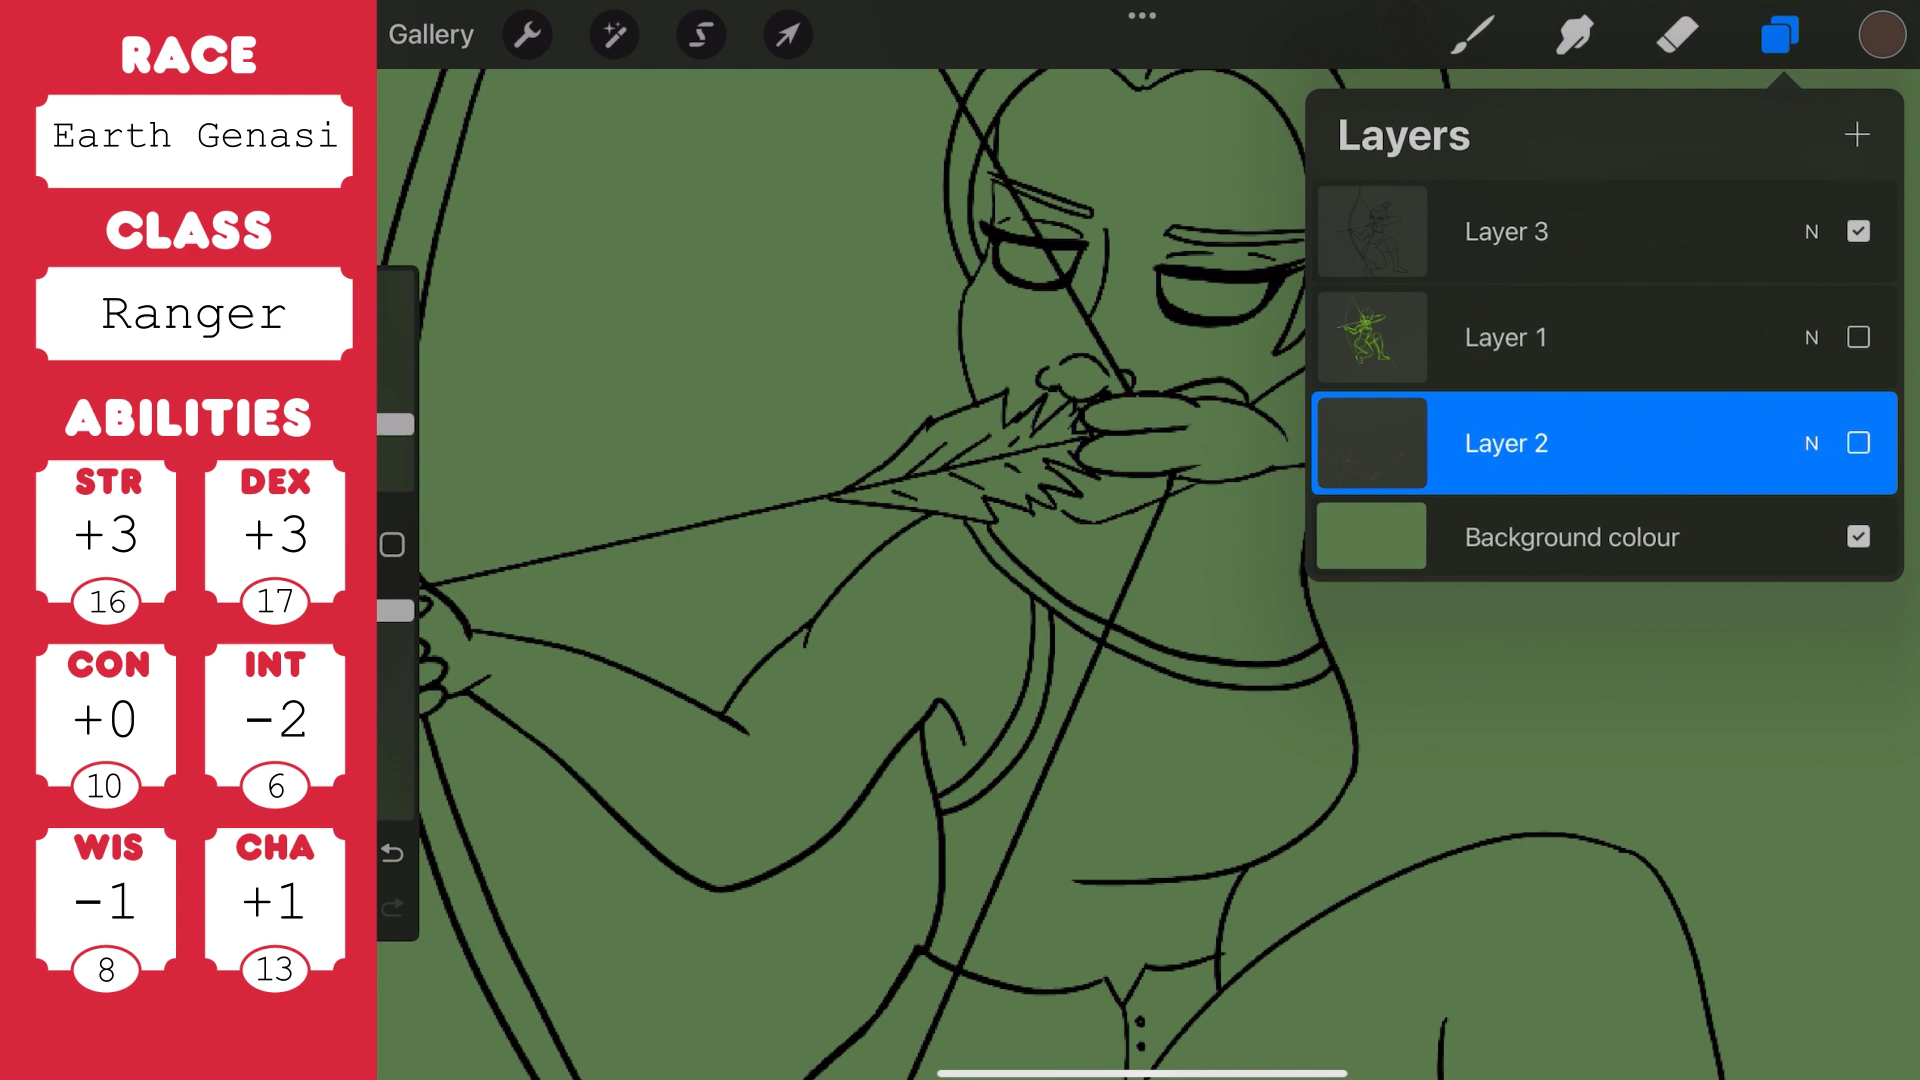 RACE
Earth Genasi
CLASS
Ranger
ABILITIES
STR DEX
+3 +3
16 17
CON INT
+0 -2
10 6
WIS CHA
-1 +1
8 13
Gallery
Layers
Layer 3 N
Layer 1 N
Layer 2 N
Background colour